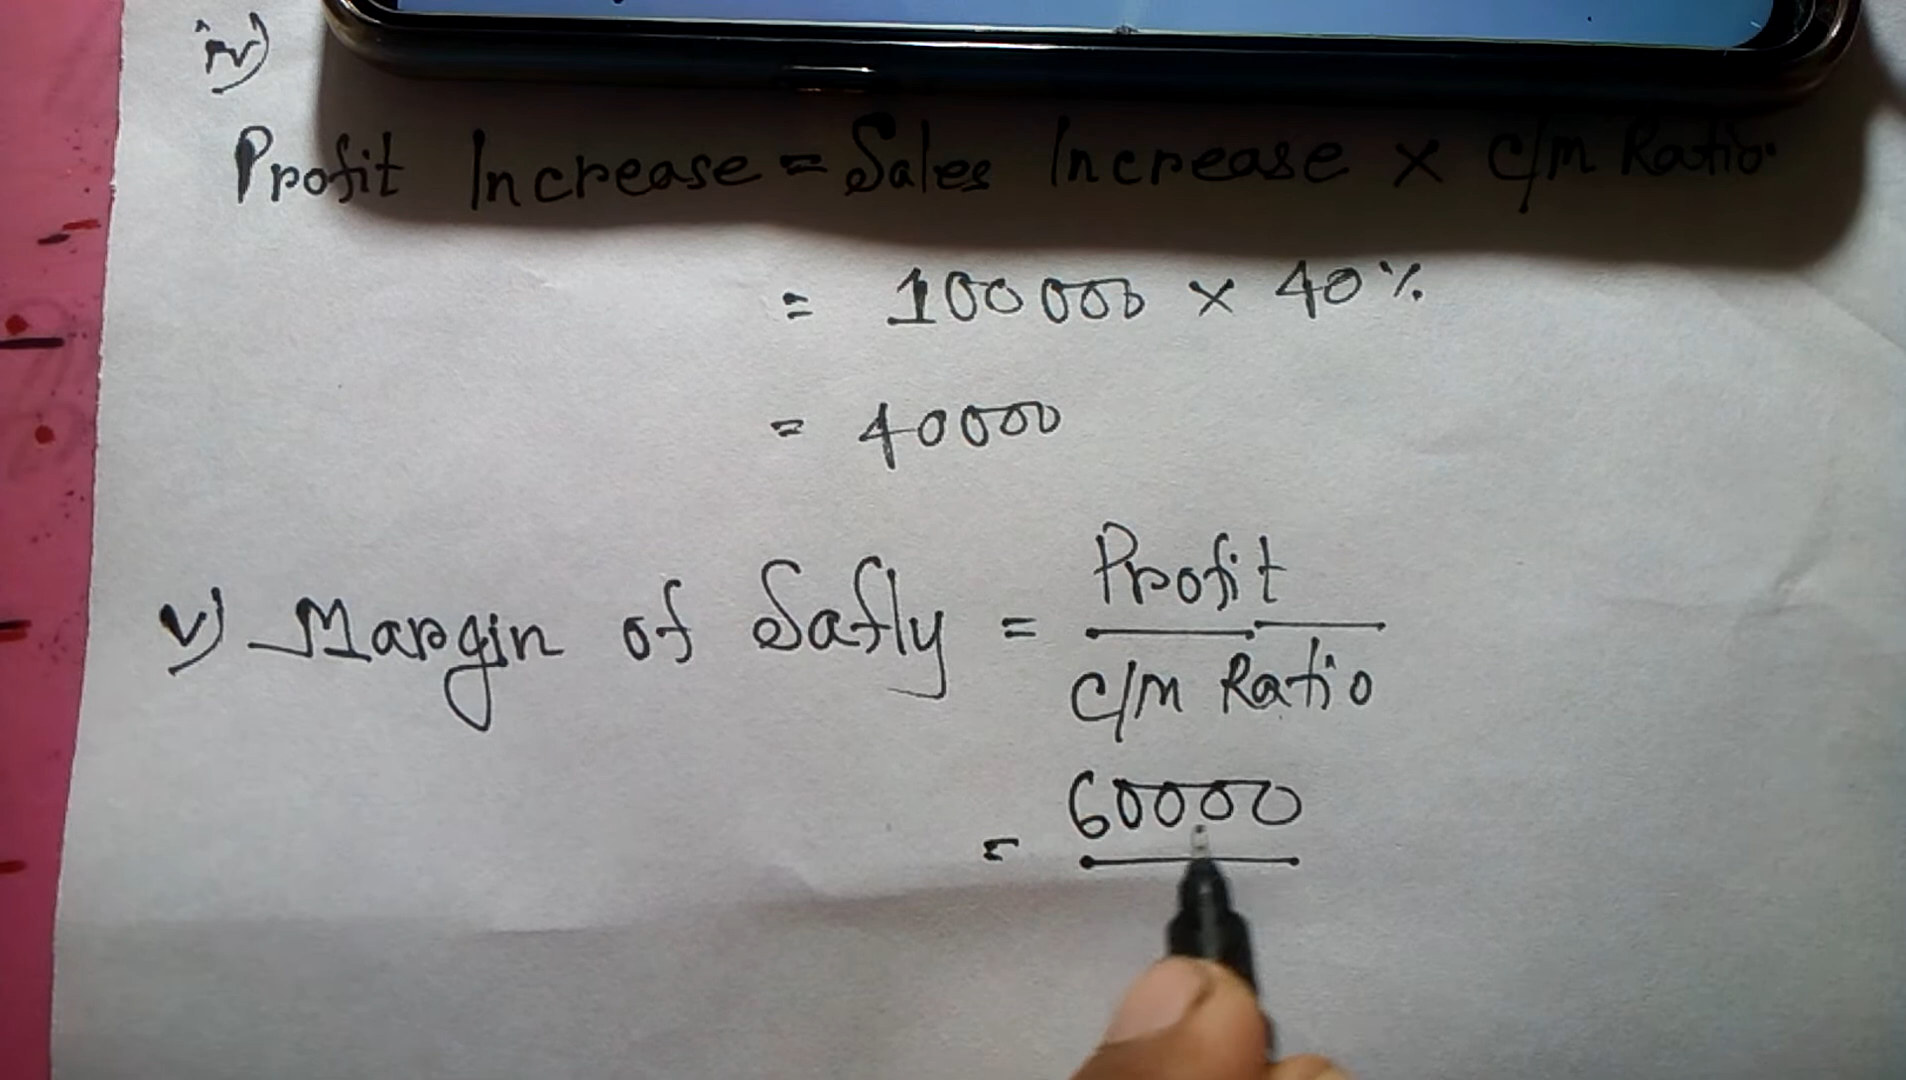 iv)
Profit Increase = Sales Increase × C/M Ratio.
= 100000 × 40%
= 40000
v) Margin of Safly = Profit
C/M Ratio
= 60000